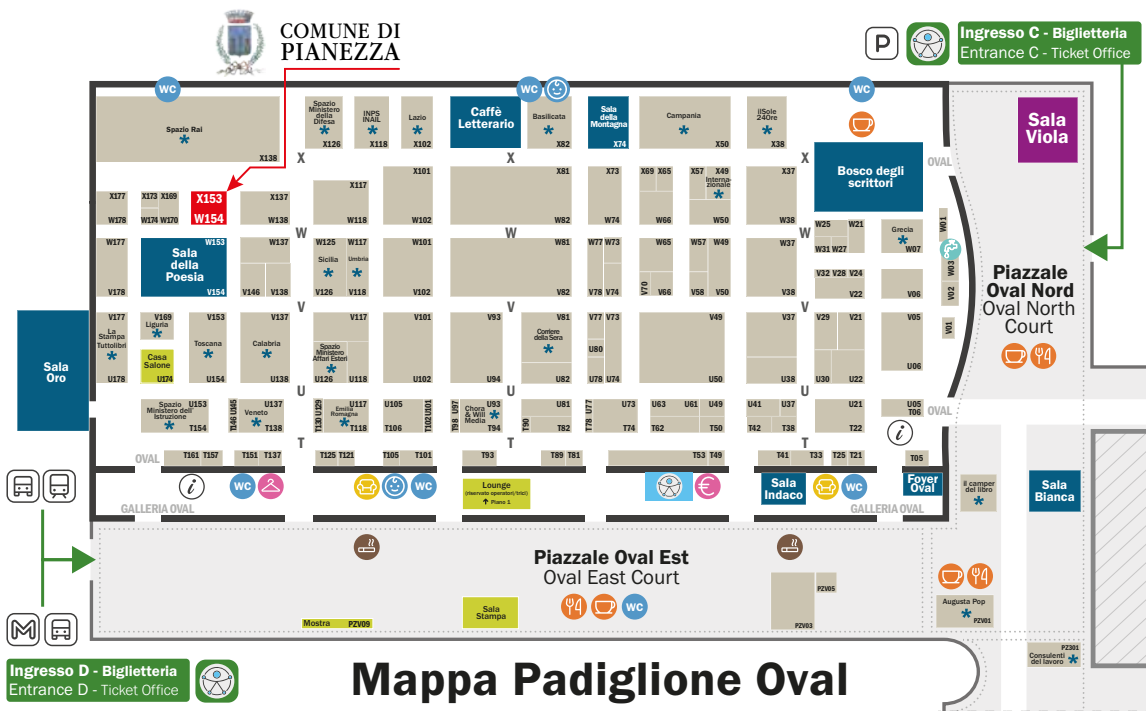 COMUNE DI
PIANEZZA
P
Ingresso C - Biglietteria
Entrance C - Ticket Office
WC
WC
WC
Spazio Rai
X138
Spazio
Ministero
della
Difesa
X126
INPS
INAIL
X118
Lazio
X102
Caffè
Letterario
Basilicata
X82
Sala
della
Montagna
X74
Campania
X50
ilSole
24Ore
X38
Sala
Viola
X
X
X
OVAL
Bosco degli
scrittori
X177
X173 X169
X153
X137
X117
X101
X81
X73
X69 X65
X57 X49
Interna-
zionale
X37
W178
W174 W170
W154
W138
W118
W102
W82
W74
W66
W50
W38
W25 W21
W31 W27
Grecia
W07
W01
W
W
W
W177
W153
Sala
della
Poesia
V154
W137
W125 W117
Sicilia
Umbria
W101
W81
W77 W73
W65
W57 W49
W37
V32 V28 V24
V22
V06
W03
V02
V178
V146 V138
V126 V118
V102
V82
V78 V74
V70
V66
V58 V50
V38
V
V
V
Piazzale
Oval Nord
Oval North
Court
V177
La
Stampa
Tuttolibri
U178
V169
Liguria
Casa
Salone
U174
V153
Toscana
U154
V137
Calabria
U138
V117
Spazio
Ministero
Affari Esteri
U126 U118
V101
U102
V93
U94
V81
Corriere
della Sera
U82
V77 V73
U80
U78 U74
V49
U50
V37
U38
V29 V21
U30 U22
V05
U06
V01
Sala
Oro
U
U
U
Spazio
Ministero dell'
Istruzione
U153
T154
U145
T146
U137
Veneto
T138
U129
T130
U117
Emilia
Romagna
T118
U105
T106
U101
T102
U97
T98
U93
Chora
& Will
Media
T94
U81
T90
T82
U77
T78
U73
T74
U63 U61 U49
T62 T50
U41 U37
T42 T38
U21
T22
U05
T06
OVAL
T
T
T
OVAL
T161 T157
T151 T137
T125 T121
T105 T101
T93
T89 T81
T53 T49
T41 T33
T25 T21
T05
i
i
WC
WC
Lounge
(riservato operatori/trici)
Piano 1
€
Sala
Indaco
WC
Foyer
Oval
il camper
del libro
Sala
Bianca
GALLERIA OVAL
GALLERIA OVAL
Piazzale Oval Est
Oval East Court
WC
Mostra PZV09
Sala
Stampa
PZV05
PZV03
Augusta Pop
PZV01
PZ301
Consulenti
del lavoro
M
Ingresso D - Biglietteria
Entrance D - Ticket Office
Mappa Padiglione Oval